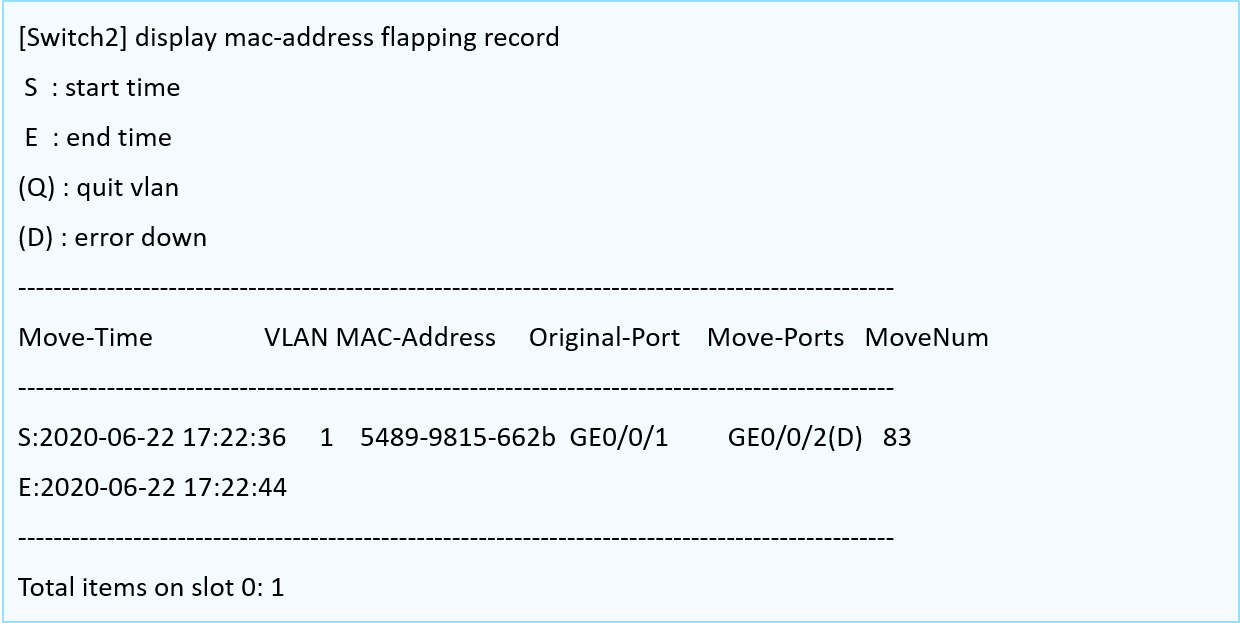 [Switch2] display mac-address flapping record
S : start time
E : end time
(Q) : quit vlan
(D) : error down
-----------------------------------------------------------------------------------------------------
Move-Time VLAN MAC-Address Original-Port Move-Ports MoveNum
-----------------------------------------------------------------------------------------------------
S:2020-06-22 17:22:36 1 5489-9815-662b GE0/0/1 GE0/0/2(D) 83
E:2020-06-22 17:22:44
-----------------------------------------------------------------------------------------------------
Total items on slot 0: 1